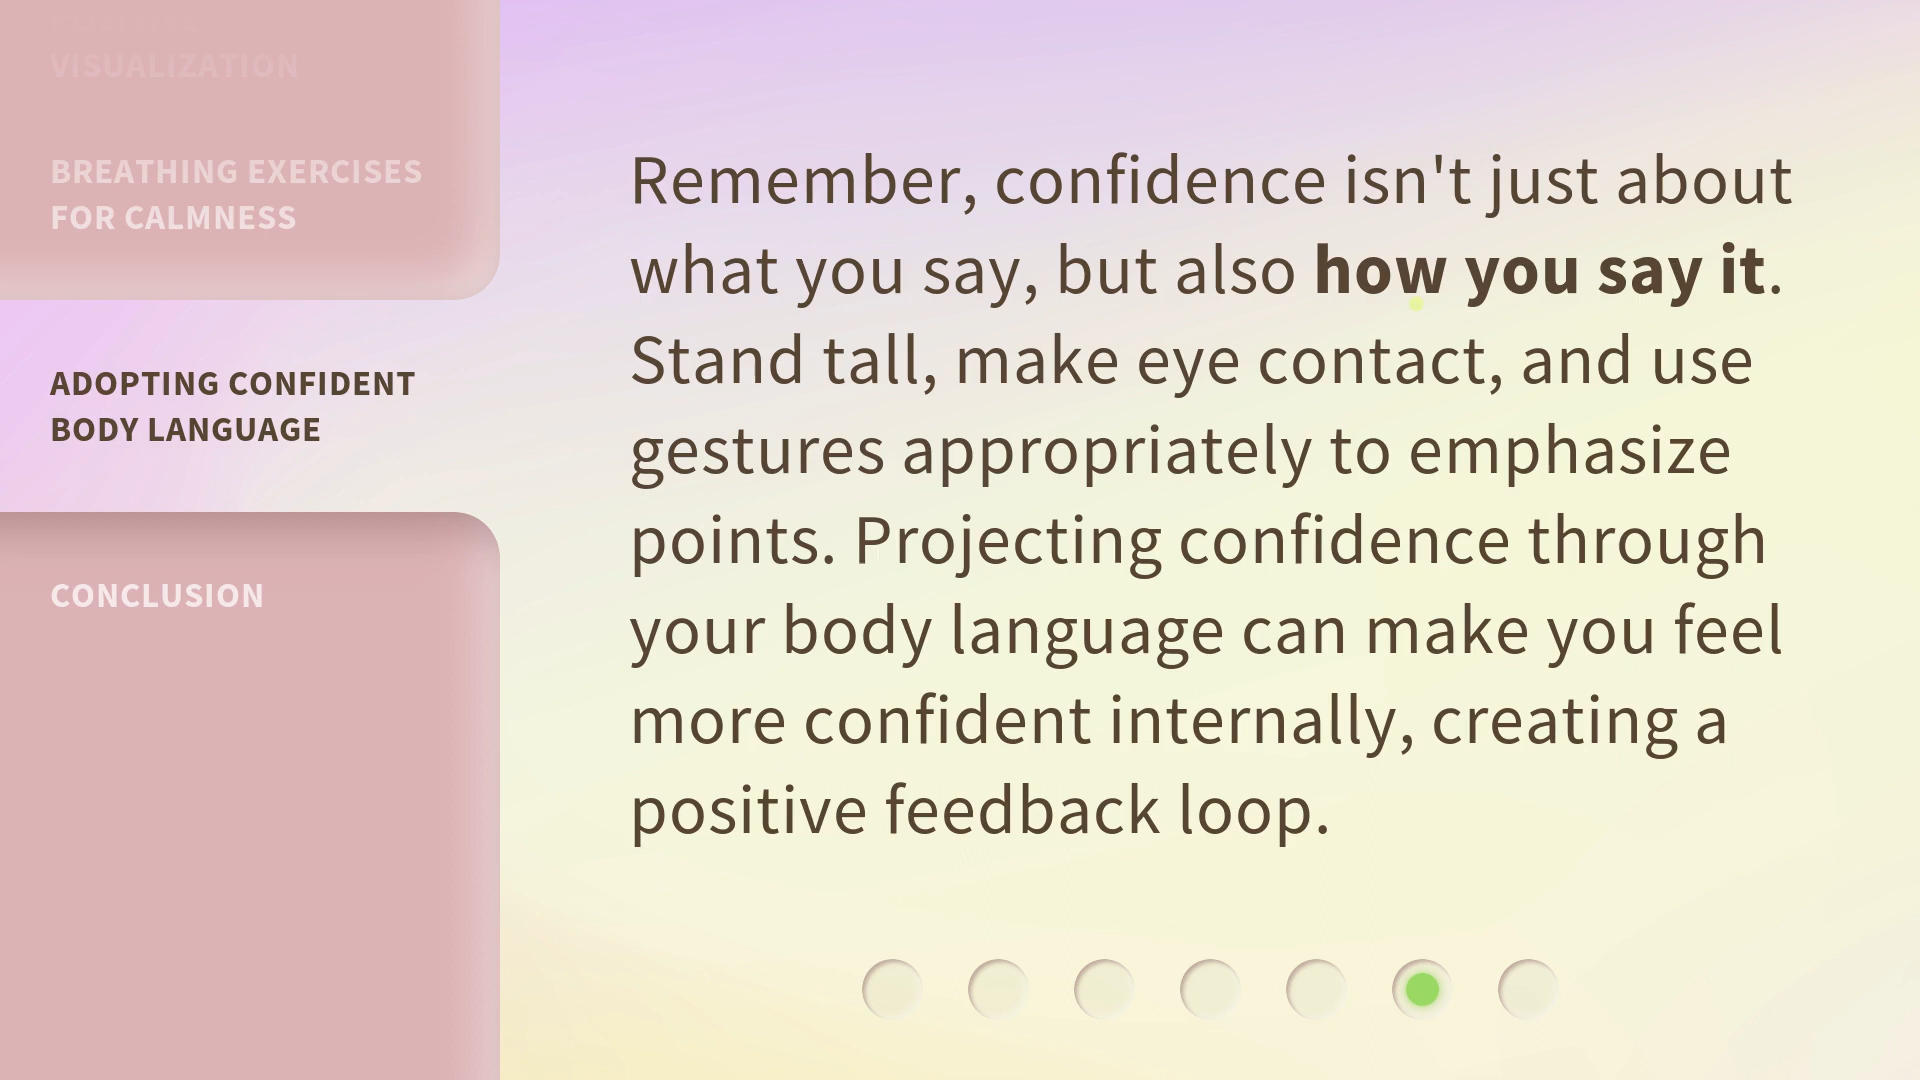 VISUALIZATION
BREATHING EXERCISES
FOR CALMNESS
ADOPTING CONFIDENT
BODY LANGUAGE
CONCLUSION
Remember, confidence isn't just about
what you say, but also how you say it.
Stand tall, make eye contact, and use
gestures appropriately to emphasize
points. Projecting confidence through
your body language can make you feel
more confident internally, creating a
positive feedback loop.